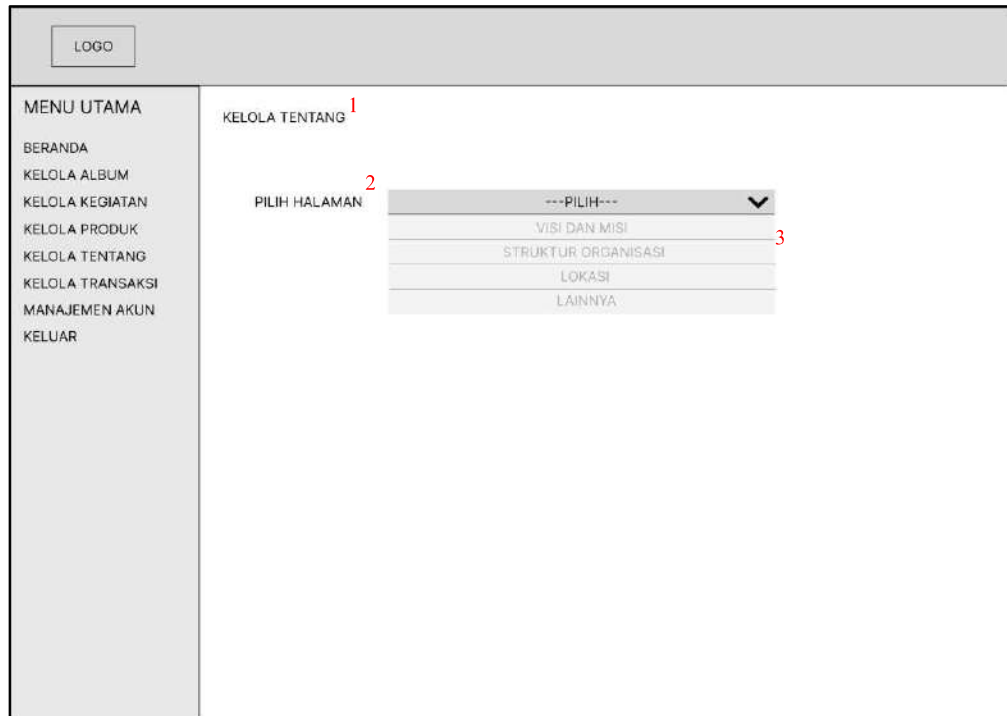 LOGO
MENU UTAMA
BERANDA
KELOLA ALBUM
KELOLA KEGIATAN
KELOLA PRODUK
KELOLA TENTANG
KELOLA TRANSAKSI
MANAJEMEN AKUN
KELUAR
KELOLA TENTANG 1
PILIH HALAMAN 2
---PILIH---
VISI DAN MISI
3
STRUKTUR ORGANISASI
LOKASI
LAINNYA